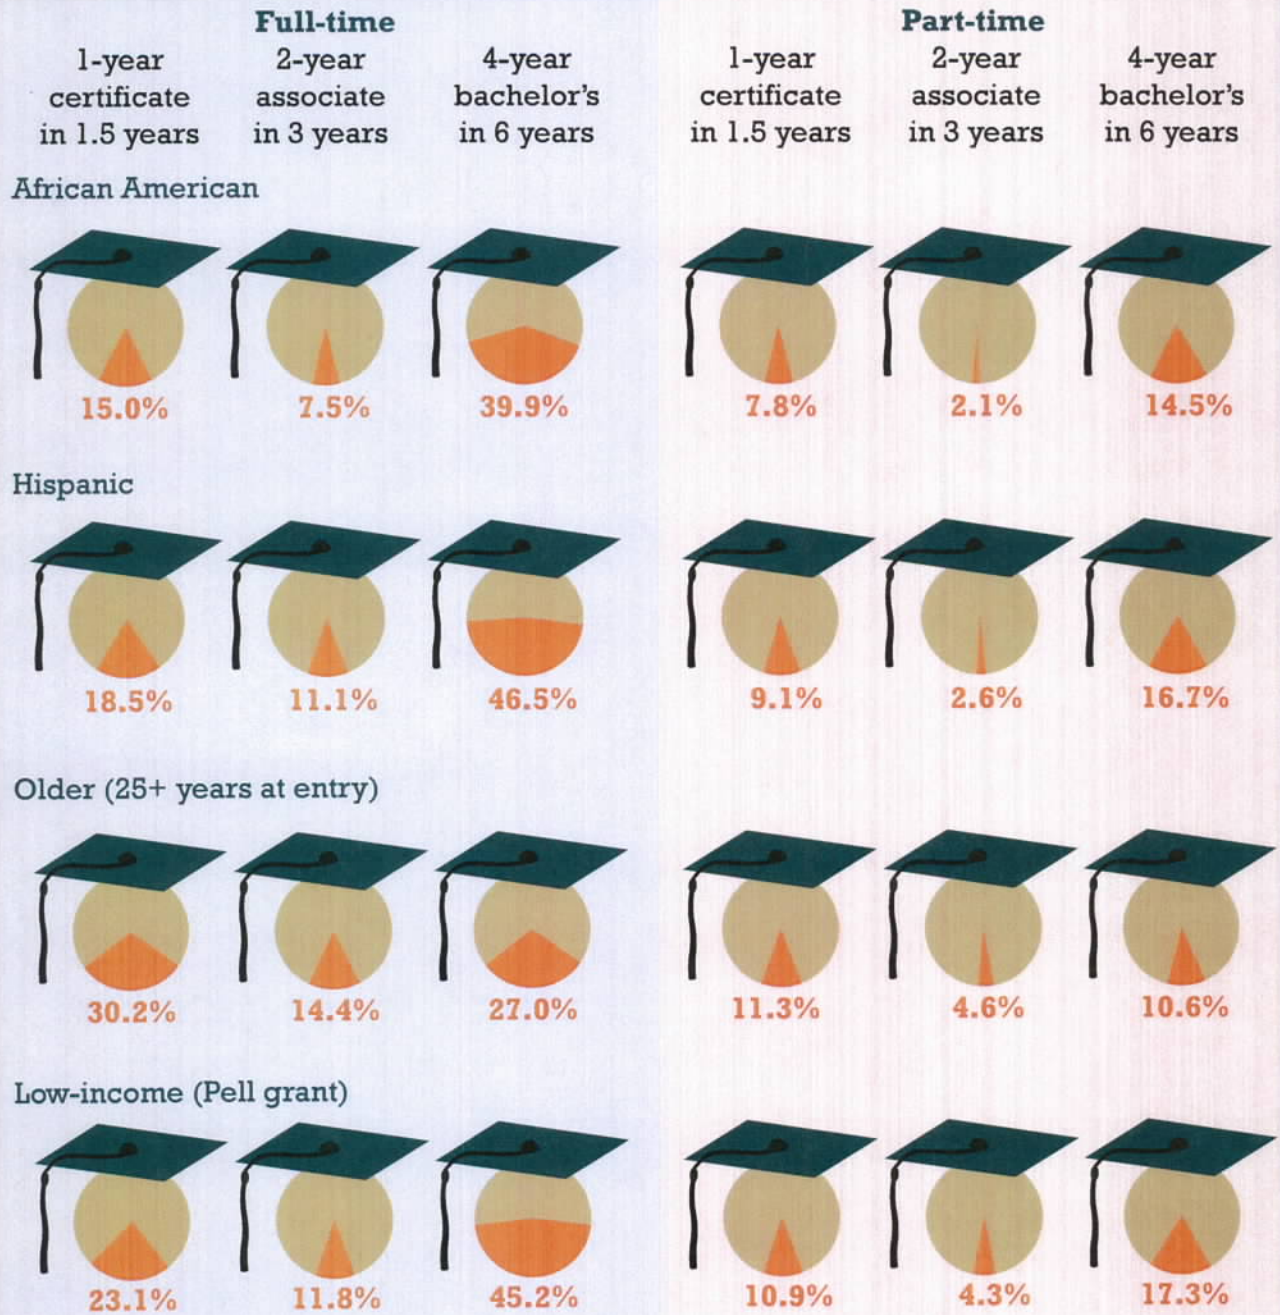 Full-time
Part-time
1-year
certificate
in 1.5 years
2-year
associate
in 3 years
4-year
bachelor's
in 6 years
1-year
certificate
in 1.5 years
2-year
associate
in 3 years
4-year
bachelor's
in 6 years
African American
15.0% 7.5% 39.9% 7.8% 2.1% 14.5%
Hispanic
18.5% 11.1% 46.5% 9.1% 2.6% 16.7%
Older (25+ years at entry)
30.2% 14.4% 27.0% 11.3% 4.6% 10.6%
Low-income (Pell grant)
23.1% 11.8% 45.2% 10.9% 4.3% 17.3%